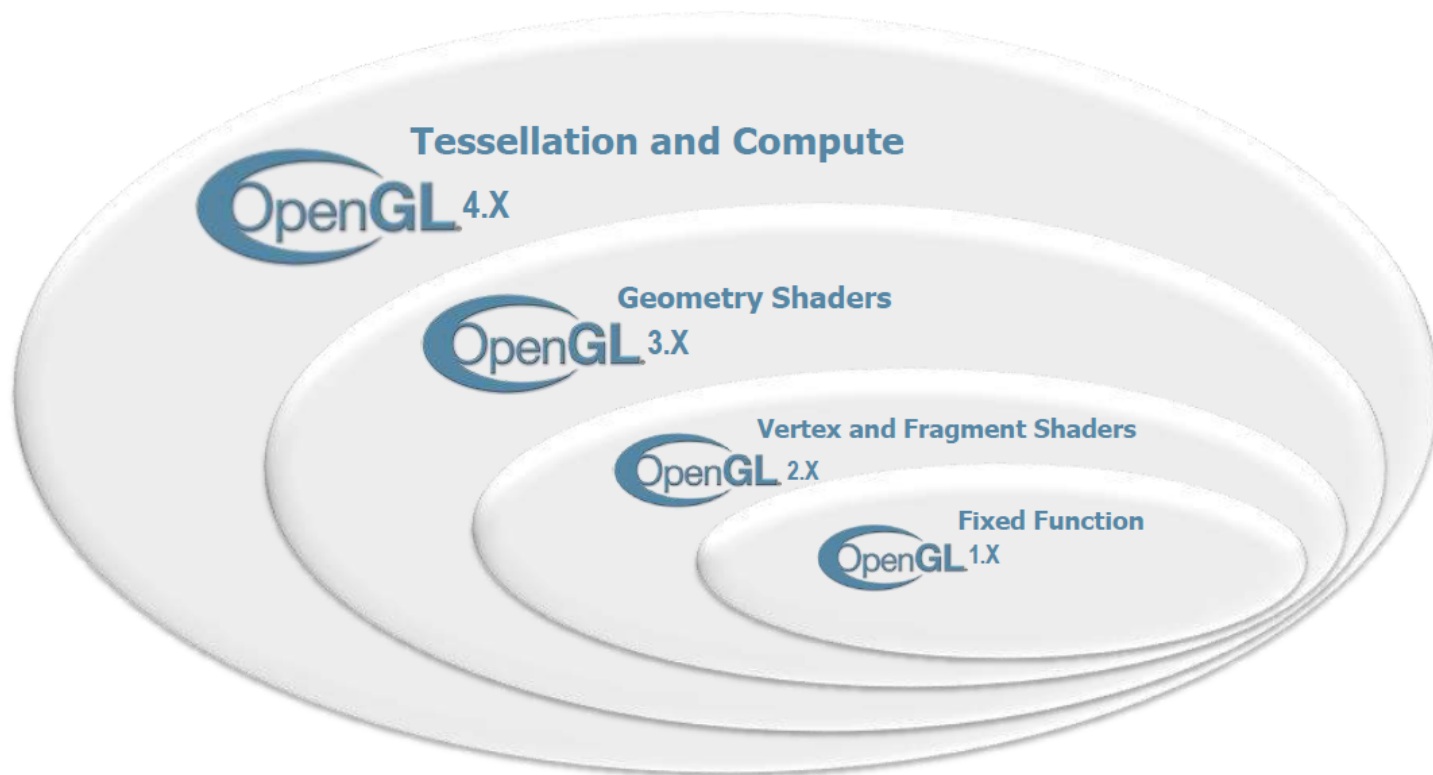 Tessellation and Compute
OpenGL 4.X
Geometry Shaders
OpenGL 3.X
Vertex and Fragment Shaders
OpenGL 2.X
Fixed Function
OpenGL 1.X